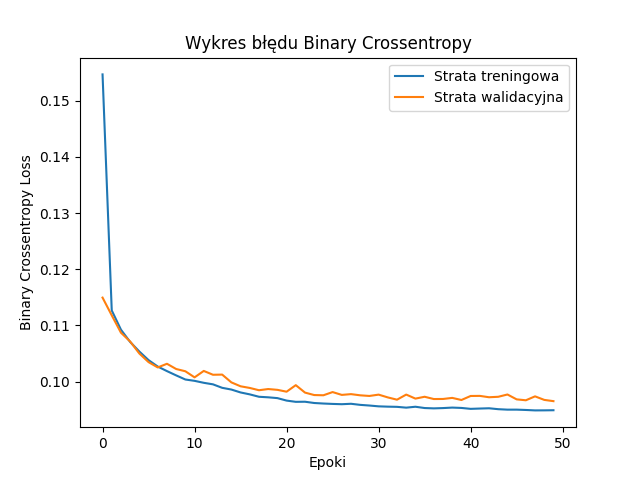 Wykres błędu Binary Crossentropy
Strata treningowa
Strata walidacyjna
Binary Crossentropy Loss
0.15
0.14
0.13
0.12
0.11
0.10
0
10
20
30
40
50
Epoki